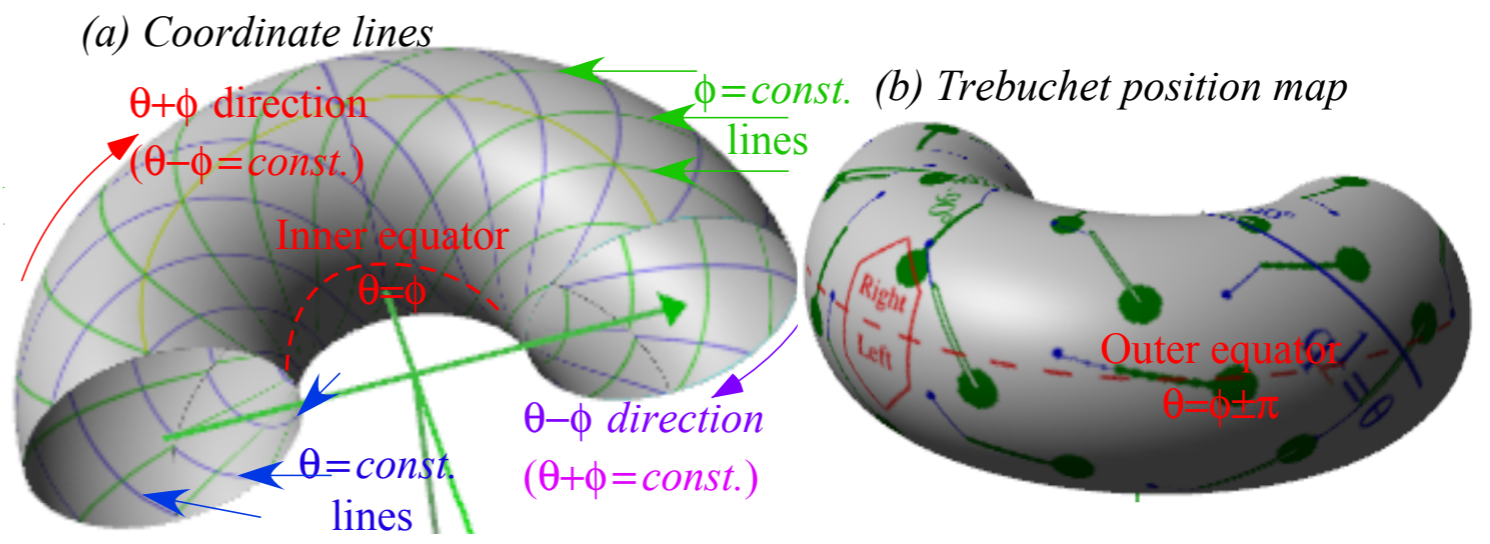 (a) Coordinate lines
θ+ϕ direction
(θ−ϕ=const.)
ϕ=const.
lines
Inner equator
θ=ϕ
θ−ϕ direction
(θ+ϕ=const.)
θ=const.
lines
(b) Trebuchet position map
Right
Left
Outer equator
θ=ϕ±π